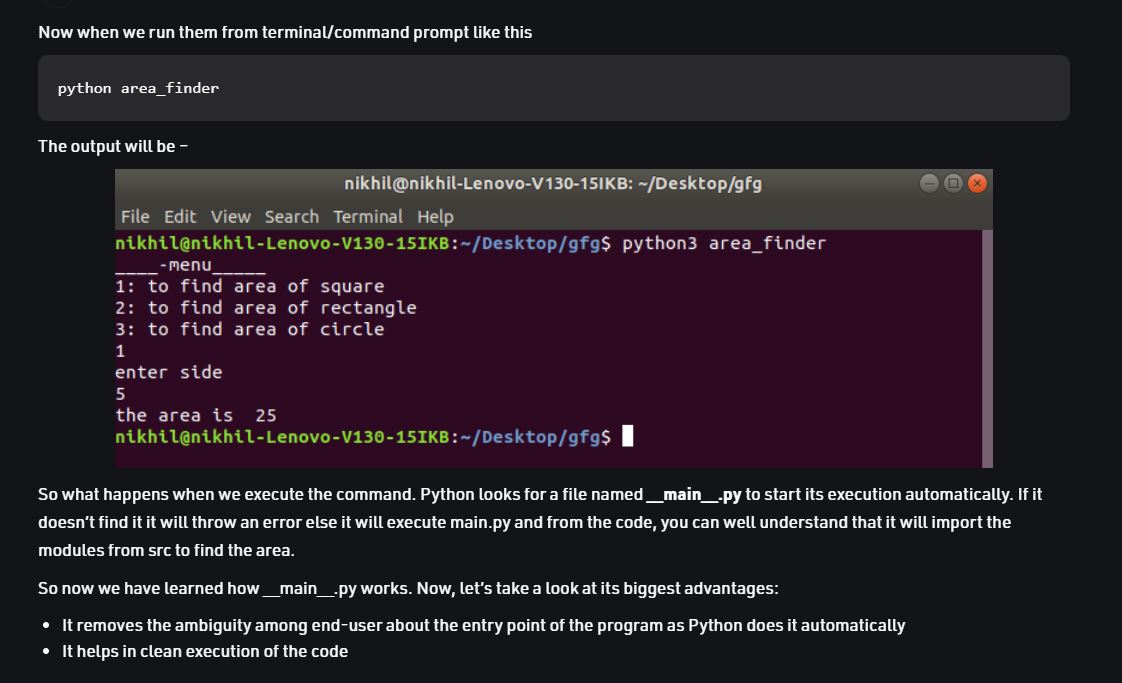 Now when we run them from terminal/command prompt like this
python area_finder
The output will be –
nikhil@nikhil-Lenovo-V130-15IKB: ~/Desktop/gfg
File Edit View Search Terminal Help
nikhil@nikhil-Lenovo-V130-15IKB:~/Desktop/gfg$ python3 area_finder
____-menu_____
1: to find area of square
2: to find area of rectangle
3: to find area of circle
1
enter side
5
the area is  25
nikhil@nikhil-Lenovo-V130-15IKB:~/Desktop/gfg$
So what happens when we execute the command. Python looks for a file named __main__.py to start its execution automatically. If it
doesn’t find it it will throw an error else it will execute main.py and from the code, you can well understand that it will import the
modules from src to find the area.
So now we have learned how __main__.py works. Now, let’s take a look at its biggest advantages:
• It removes the ambiguity among end-user about the entry point of the program as Python does it automatically
• It helps in clean execution of the code